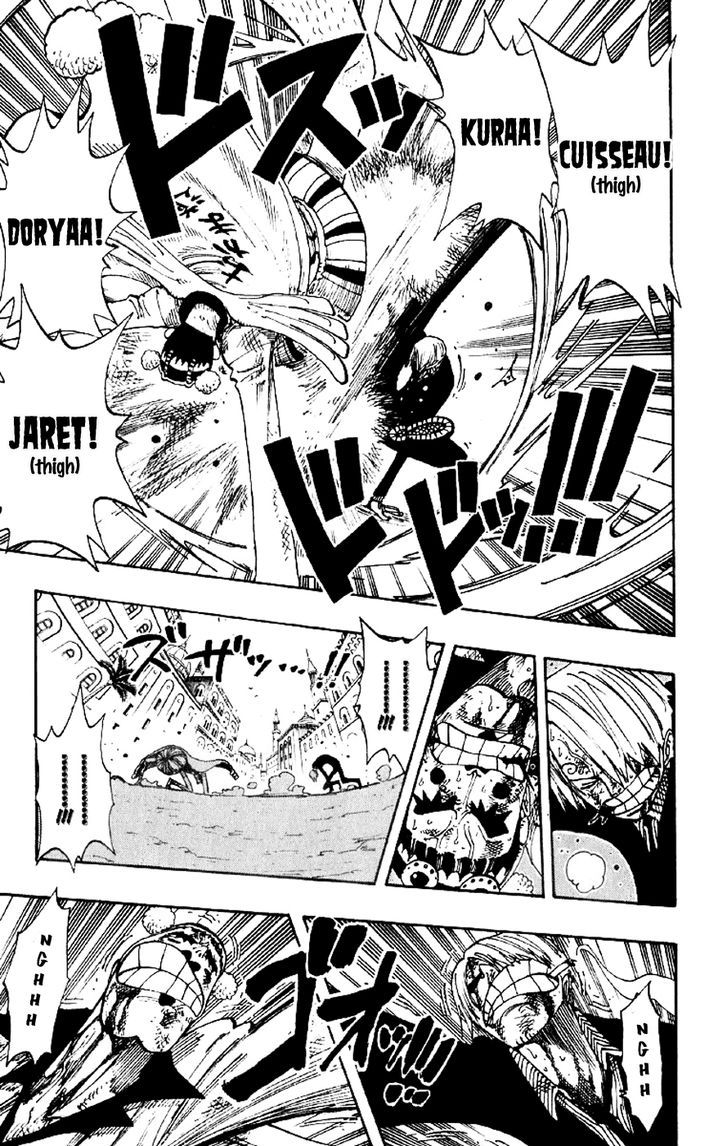 CUISSEAU!
(thigh)
KURAA!
ドスッ
DORYAA!
JARET!
(thigh)
ドドッ!!!
ズザッ……!!
............!!!
............!!!
NGHHH
ゴオッ!!!
NGHHH